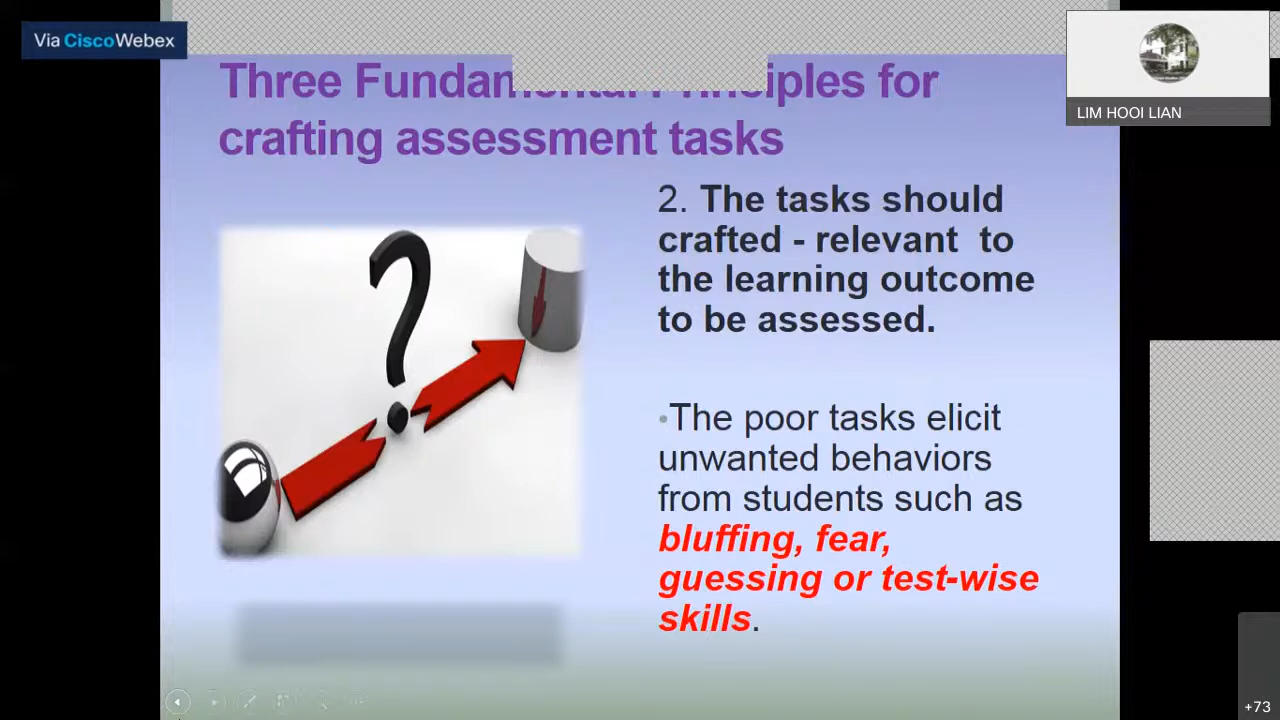 Via CiscoWebex
LIM HOOI LIAN
Three for
crafting assessment tasks
2. The tasks should
crafted - relevant to
the learning outcome
to be assessed.
•The poor tasks elicit
unwanted behaviors
from students such as
bluffing, fear,
guessing or test-wise
skills.
+73